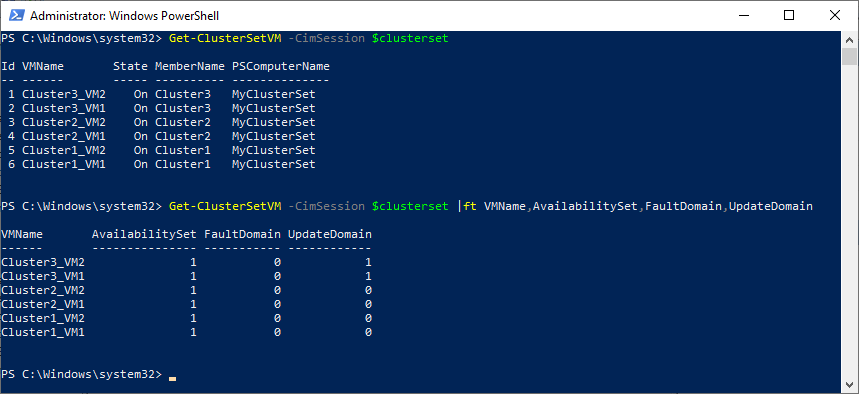 Administrator: Windows PowerShell
PS C:\Windows\system32> Get-ClusterSetVM -CimSession $clusterset
Id VMName       State MemberName PSComputerName
-- ------       ----- ---------- --------------
 1 Cluster3_VM2    On Cluster3   MyClusterSet
 2 Cluster3_VM1    On Cluster3   MyClusterSet
 3 Cluster2_VM2    On Cluster2   MyClusterSet
 4 Cluster2_VM1    On Cluster2   MyClusterSet
 5 Cluster1_VM2    On Cluster1   MyClusterSet
 6 Cluster1_VM1    On Cluster1   MyClusterSet
PS C:\Windows\system32> Get-ClusterSetVM -CimSession $clusterset |ft VMName,AvailabilitySet,FaultDomain,UpdateDomain
VMName       AvailabilitySet FaultDomain UpdateDomain
------       --------------- ----------- ------------
Cluster3_VM2               1           0            1
Cluster3_VM1               1           0            1
Cluster2_VM2               1           0            0
Cluster2_VM1               1           0            0
Cluster1_VM2               1           0            0
Cluster1_VM1               1           0            0
PS C:\Windows\system32> _